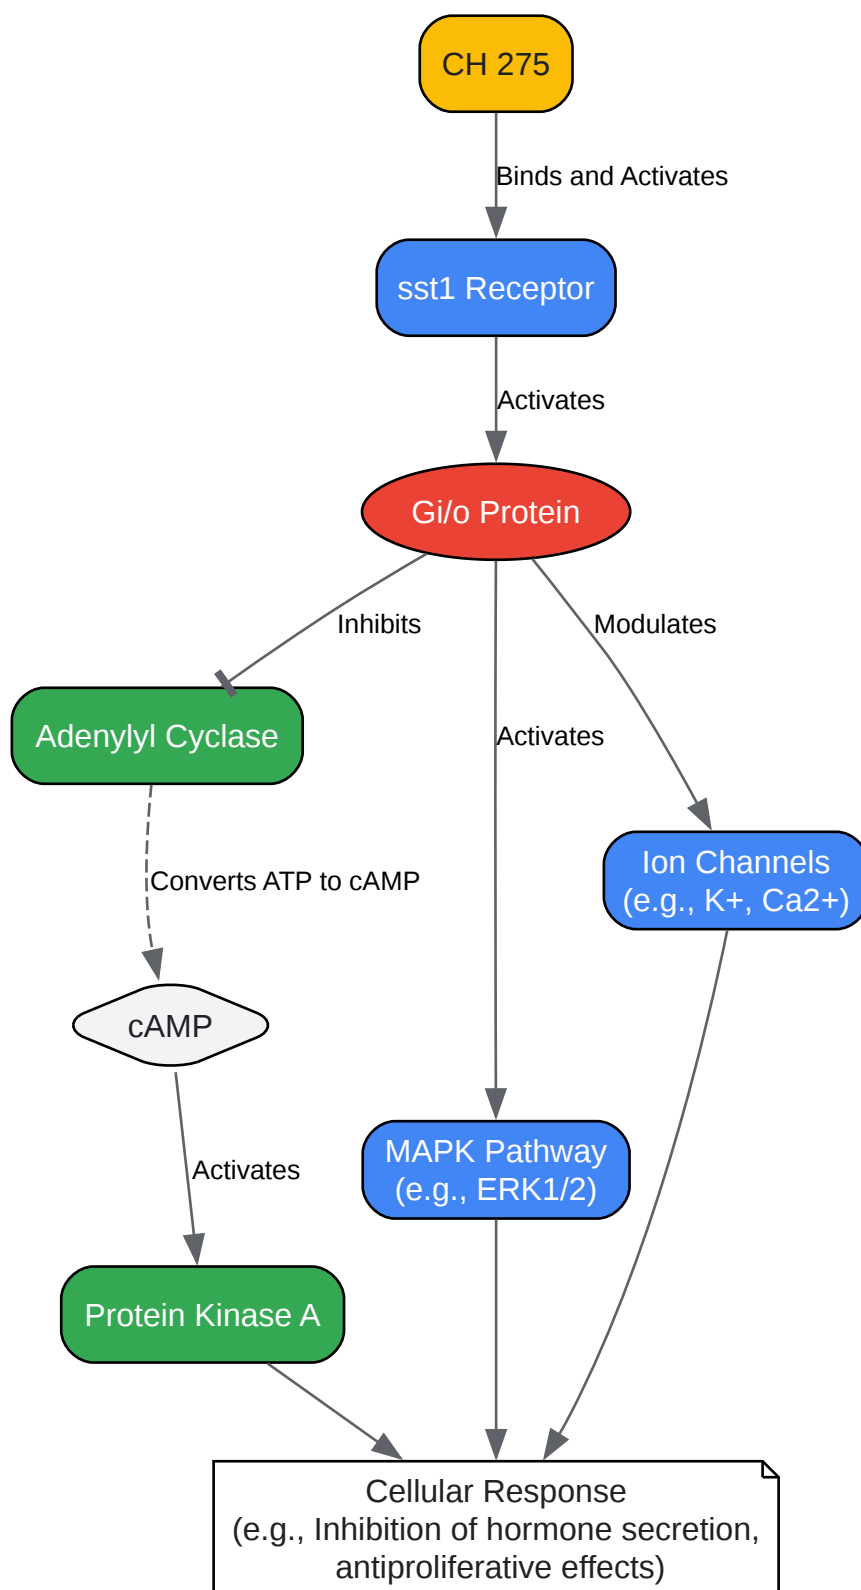 CH 275
Binds and Activates
sst1 Receptor
Activates
Gi/o Protein
Inhibits
Modulates
Adenylyl Cyclase
Activates
Ion Channels
(e.g., K+, Ca2+)
Converts ATP to cAMP
cAMP
MAPK Pathway
(e.g., ERK1/2)
Activates
Protein Kinase A
Cellular Response
(e.g., Inhibition of hormone secretion,
antiproliferative effects)